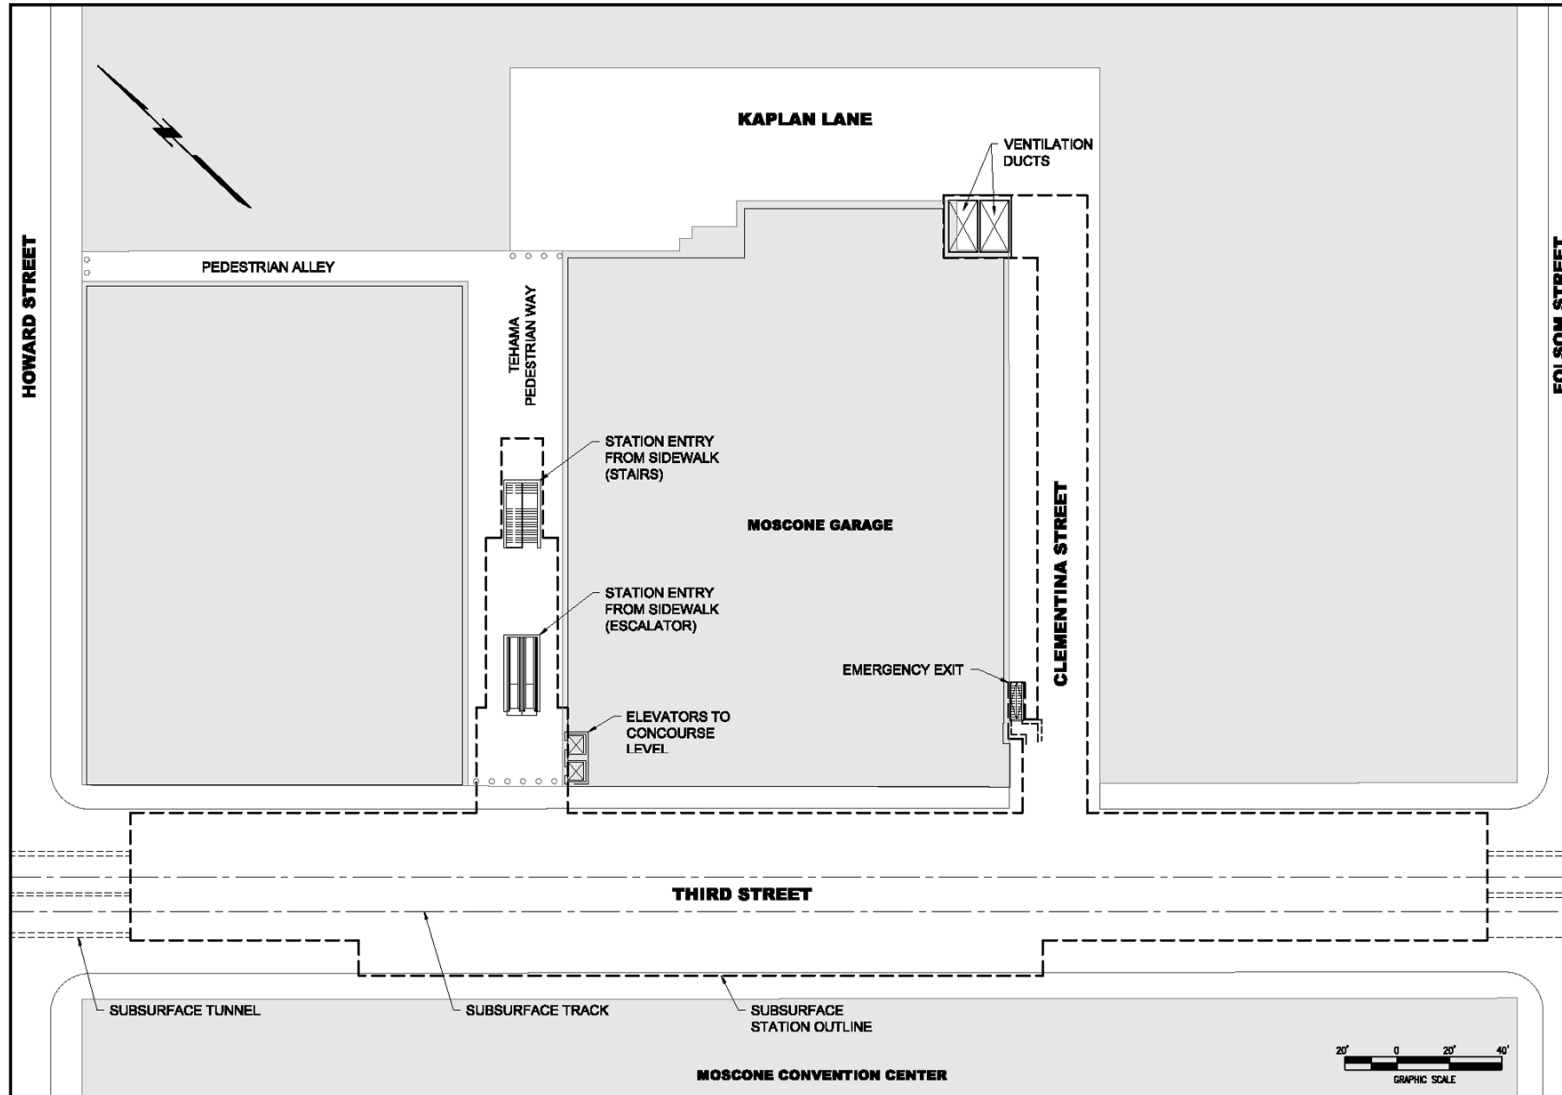 KAPLAN LANE
VENTILATION
DUCTS
HOWARD STREET
FOLSOM STREET
PEDESTRIAN ALLEY
TEHAMA
PEDESTRIAN WAY
STATION ENTRY
FROM SIDEWALK
(STAIRS)
MOSCONE GARAGE
CLEMENTINA STREET
STATION ENTRY
FROM SIDEWALK
(ESCALATOR)
EMERGENCY EXIT
ELEVATORS TO
CONCOURSE
LEVEL
THIRD STREET
SUBSURFACE TUNNEL
SUBSURFACE TRACK
SUBSURFACE
STATION OUTLINE
20' 0 20' 40'
GRAPHIC SCALE
MOSCONE CONVENTION CENTER